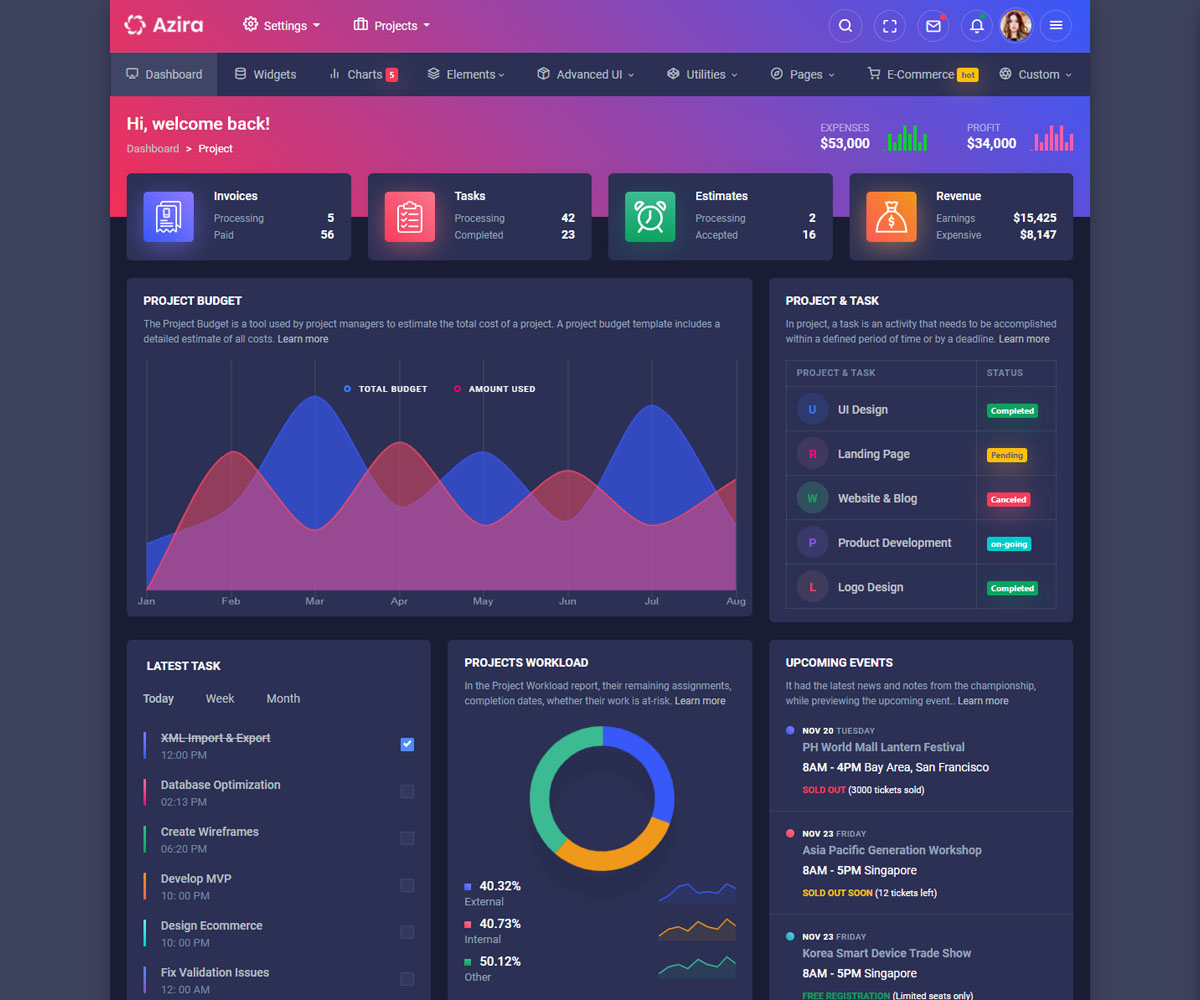 Azira
Settings
Projects
Dashboard
Widgets
Charts 5
Elements
Advanced UI
Utilities
Pages
E-Commerce hot
Custom
Hi, welcome back!
Dashboard > Project
EXPENSES
$53,000
PROFIT
$34,000
Invoices
Processing 5
Paid 56
Tasks
Processing 42
Completed 23
Estimates
Processing 2
Accepted 16
Revenue
Earnings $15,425
Expensive $8,147
PROJECT BUDGET
The Project Budget is a tool used by project managers to estimate the total cost of a project. A project budget template includes a
detailed estimate of all costs. Learn more
TOTAL BUDGET
AMOUNT USED
Jan Feb Mar Apr May Jun Jul Aug
PROJECT & TASK
In project, a task is an activity that needs to be accomplished
within a defined period of time or by a deadline. Learn more
PROJECT & TASK STATUS
U UI Design Completed
R Landing Page Pending
W Website & Blog Canceled
P Product Development on-going
L Logo Design Completed
LATEST TASK
Today Week Month
XML Import & Export
12:00 PM
Database Optimization
02:13 PM
Create Wireframes
06:20 PM
Develop MVP
10: 00 PM
Design Ecommerce
10: 00 PM
Fix Validation Issues
12: 00 AM
PROJECTS WORKLOAD
In the Project Workload report, their remaining assignments,
completion dates, whether their work is at-risk. Learn more
40.32%
External
40.73%
Internal
50.12%
Other
UPCOMING EVENTS
It had the latest news and notes from the championship,
while previewing the upcoming event.. Learn more
NOV 20 TUESDAY
PH World Mall Lantern Festival
8AM - 4PM Bay Area, San Francisco
SOLD OUT (3000 tickets sold)
NOV 23 FRIDAY
Asia Pacific Generation Workshop
8AM - 5PM Singapore
SOLD OUT SOON (12 tickets left)
NOV 23 FRIDAY
Korea Smart Device Trade Show
8AM - 5PM Singapore
FREE REGISTRATION (Limited seats only)